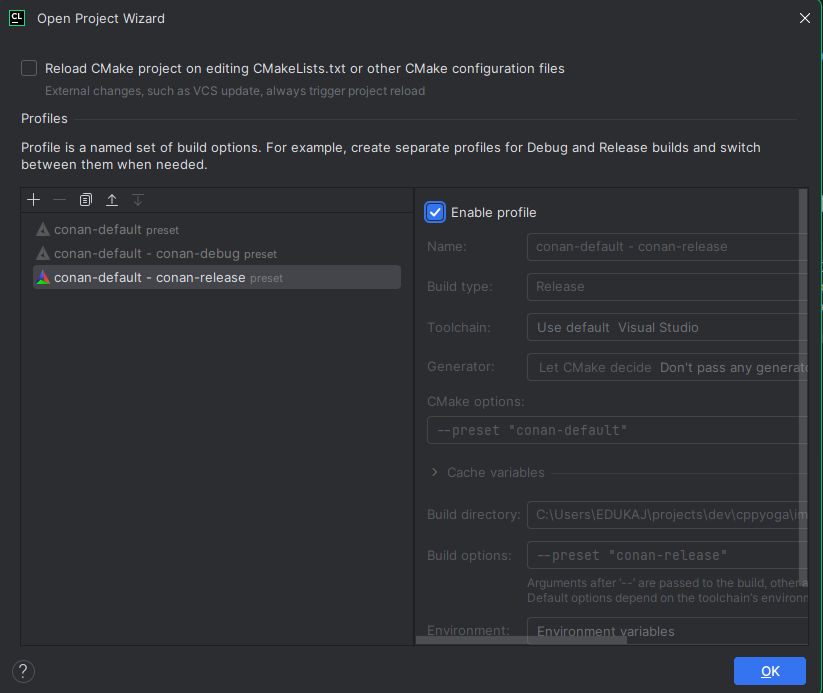 CL
Open Project Wizard
Reload CMake project on editing CMakeLists.txt or other CMake configuration files
External changes, such as VCS update, always trigger project reload
Profiles
Profile is a named set of build options. For example, create separate profiles for Debug and Release builds and switch
between them when needed.
conan-default preset
conan-default - conan-debug preset
conan-default - conan-release preset
Enable profile
Name: conan-default - conan-release
Build type: Release
Toolchain: Use default Visual Studio
Generator: Let CMake decide Don't pass any generato
CMake options:
--preset "conan-default"
Cache variables
Build directory: C:\Users\EDUKAJ\projects\dev\cppyoga\im
Build options: --preset "conan-release"
Arguments after '--' are passed to the build, other a
Default options depend on the toolchain's environm
Environment: Environment variables
?
OK